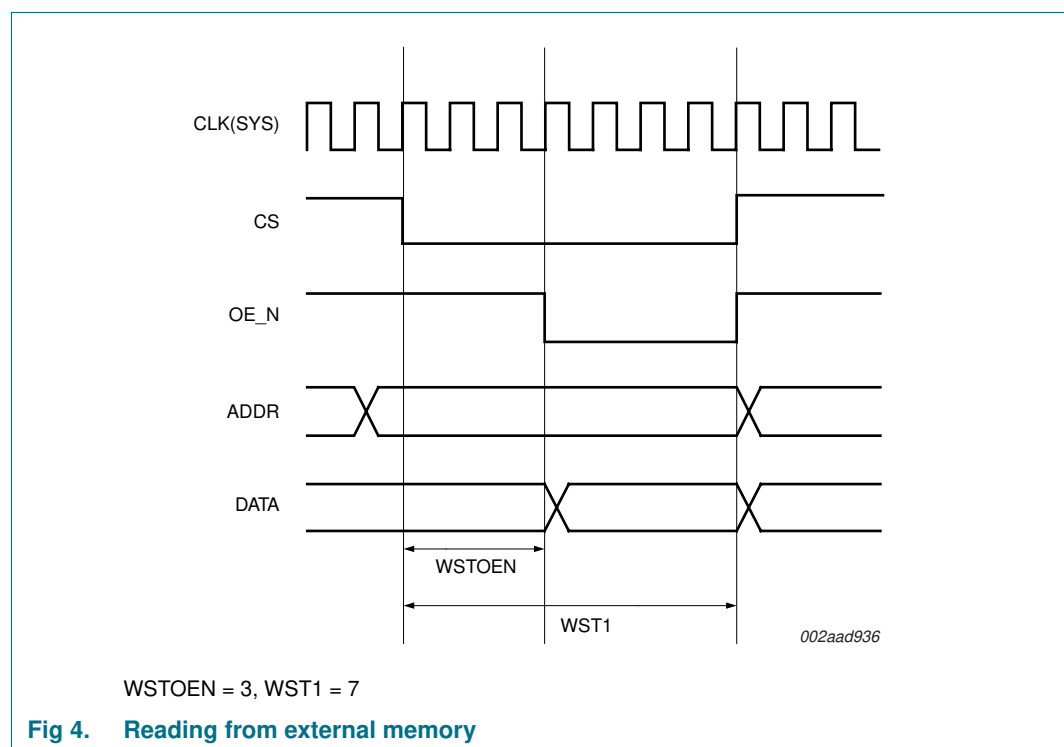 CLK(SYS)
CS
OE_N
ADDR
DATA
WSTOEN
WST1
002aad936
WSTOEN = 3, WST1 = 7
Fig 4. Reading from external memory